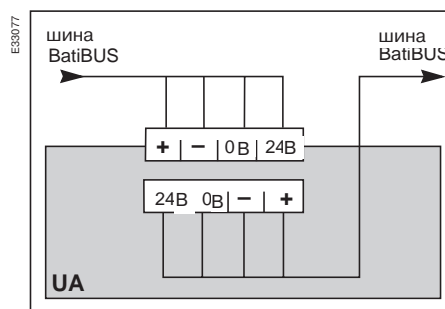 E33077
шина
BatiBUS
шина
BatiBUS
+ − 0В 24В
24В 0В − +
UA